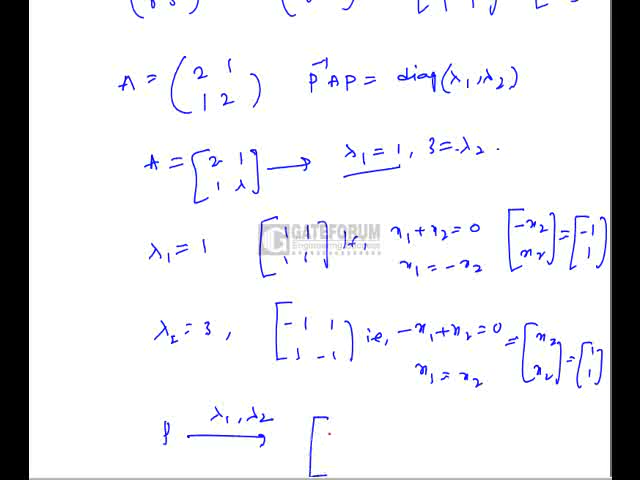 A = (2 1 P⁻¹AP = diag(λ₁, λ₂)
1 2)
A = [2 1 → λ₁ = 1, 3 = λ₂.
1 λ]
GATEFORUM
Engineering Success
λ₁ = 1 [1 1 x₁ + x₂ = 0 [-x₂ = [-1
1 1] x₁ = -x₂ x₂] 1]
λ₂ = 3, [-1 1 ie, -x₁ + x₂ = 0 = [x₂ = [1
1 -1] x₁ = x₂ x₂] 1]
P λ₁, λ₂ → [